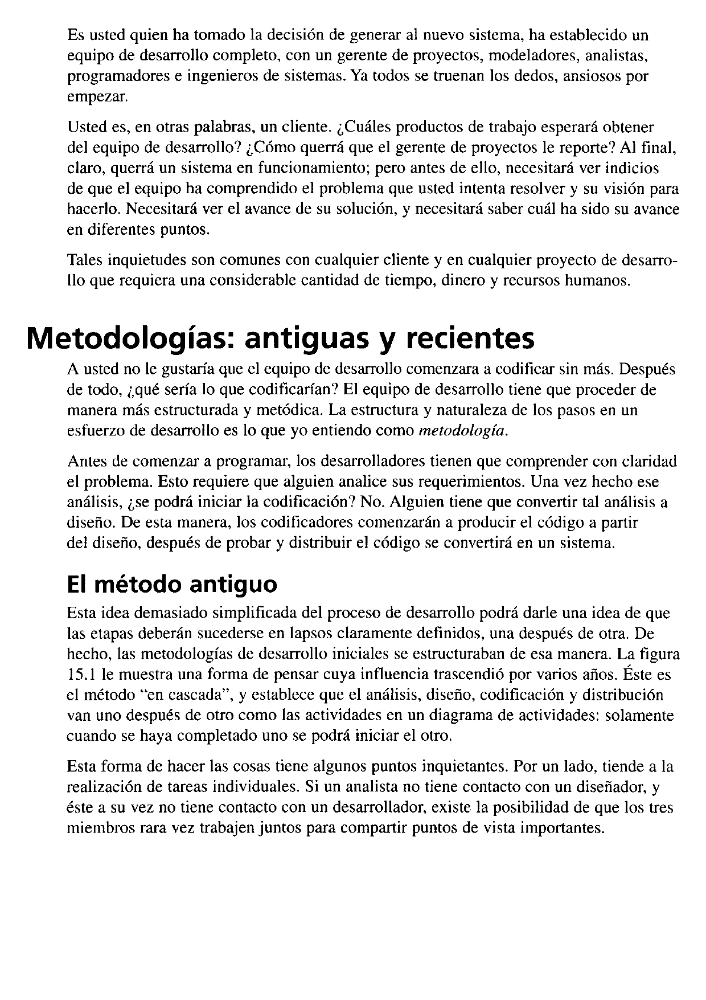 Es usted quien ha tomado la decisión de generar al nuevo sistema, ha establecido un
equipo de desarrollo completo, con un gerente de proyectos, modeladores, analistas,
programadores e ingenieros de sistemas. Ya todos se truenan los dedos, ansiosos por
empezar.
Usted es, en otras palabras, un cliente. ¿Cuáles productos de trabajo esperará obtener
del equipo de desarrollo? ¿Cómo querrá que el gerente de proyectos le reporte? Al final,
claro, querrá un sistema en funcionamiento; pero antes de ello, necesitará ver indicios
de que el equipo ha comprendido el problema que usted intenta resolver y su visión para
hacerlo. Necesitará ver el avance de su solución, y necesitará saber cuál ha sido su avance
en diferentes puntos.
Tales inquietudes son comunes con cualquier cliente y en cualquier proyecto de desarro-
llo que requiera una considerable cantidad de tiempo, dinero y recursos humanos.
Metodologías: antiguas y recientes
A usted no le gustaría que el equipo de desarrollo comenzara a codificar sin más. Después
de todo, ¿qué sería lo que codificarían? El equipo de desarrollo tiene que proceder de
manera más estructurada y metódica. La estructura y naturaleza de los pasos en un
esfuerzo de desarrollo es lo que yo entiendo como metodología.
Antes de comenzar a programar, los desarrolladores tienen que comprender con claridad
el problema. Esto requiere que alguien analice sus requerimientos. Una vez hecho ese
análisis, ¿se podrá iniciar la codificación? No. Alguien tiene que convertir tal análisis a
diseño. De esta manera, los codificadores comenzarán a producir el código a partir
del diseño, después de probar y distribuir el código se convertirá en un sistema.
El método antiguo
Esta idea demasiado simplificada del proceso de desarrollo podrá darle una idea de que
las etapas deberán sucederse en lapsos claramente definidos, una después de otra. De
hecho, las metodologías de desarrollo iniciales se estructuraban de esa manera. La figura
15.1 le muestra una forma de pensar cuya influencia trascendió por varios años. Éste es
el método “en cascada”, y establece que el análisis, diseño, codificación y distribución
van uno después de otro como las actividades en un diagrama de actividades: solamente
cuando se haya completado uno se podrá iniciar el otro.
Esta forma de hacer las cosas tiene algunos puntos inquietantes. Por un lado, tiende a la
realización de tareas individuales. Si un analista no tiene contacto con un diseñador, y
éste a su vez no tiene contacto con un desarrollador, existe la posibilidad de que los tres
miembros rara vez trabajen juntos para compartir puntos de vista importantes.